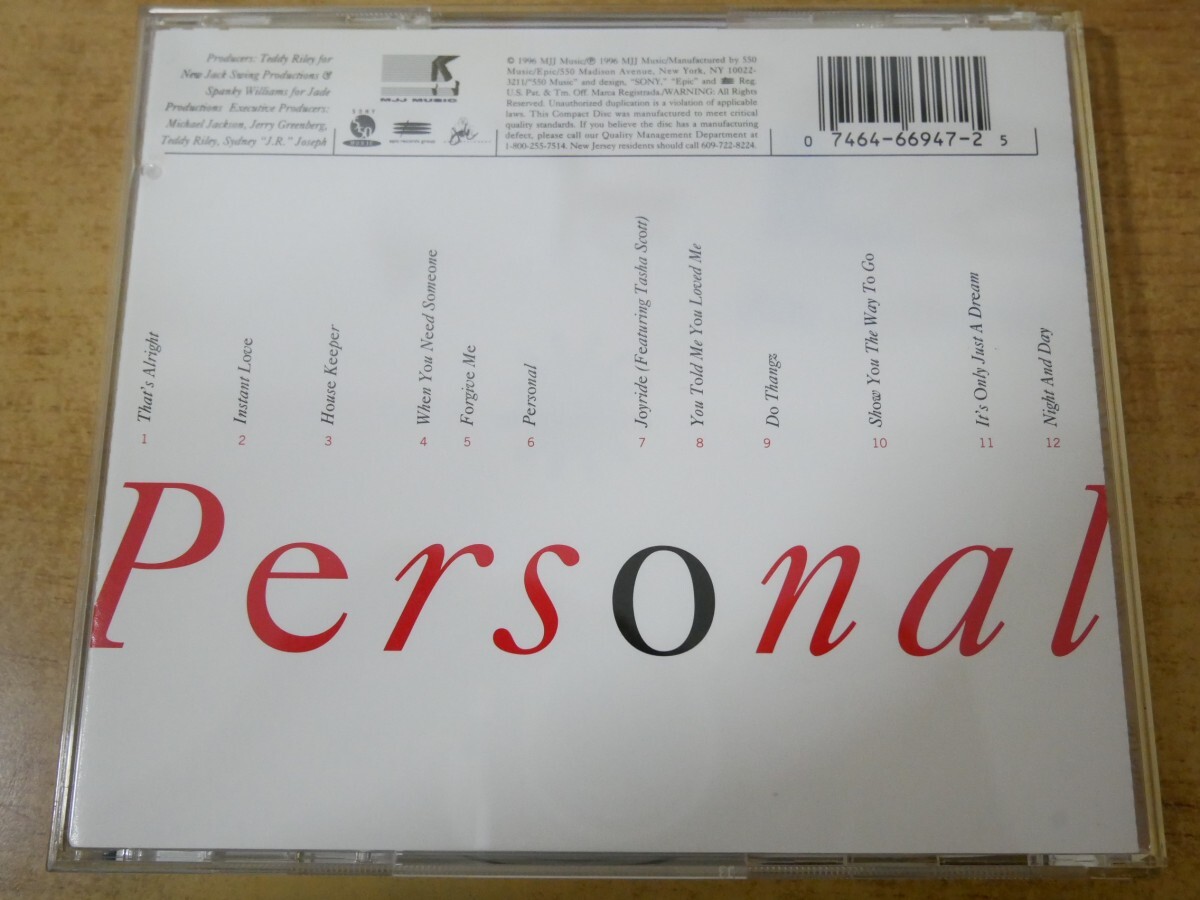 Producers: Teddy Riley for
New Jack Swing Productions &
Spanky Williams for Jade
Productions Executive Producers:
Michael Jackson, Jerry Greenberg,
Teddy Riley, Sydney "J.R." Joseph
MJJ MUSIC
SONY
550
MUSIC
epic records group
© 1996 MJJ Music/℗ 1996 MJJ Music/Manufactured by 550
Music/Epic/550 Madison Avenue, New York, NY 10022-
3211/"550 Music" and design, "SONY," "Epic" and Reg.
U.S. Pat. & Tm. Off. Marca Registrada./WARNING: All Rights
Reserved. Unauthorized duplication is a violation of applicable
laws. This Compact Disc was manufactured to meet critical
quality standards. If you believe the disc has a manufacturing
defect, please call our Quality Management Department at
1-800-255-7514. New Jersey residents should call 609-722-8224.
0 7464-66947-2 5
That's Alright
1
Instant Love
2
House Keeper
3
When You Need Someone
4
Forgive Me
5
Personal
6
Joyride (Featuring Tasha Scott)
7
You Told Me You Loved Me
8
Do Thangz
9
Show You The Way To Go
10
It's Only Just A Dream
11
Night And Day
12
Personal